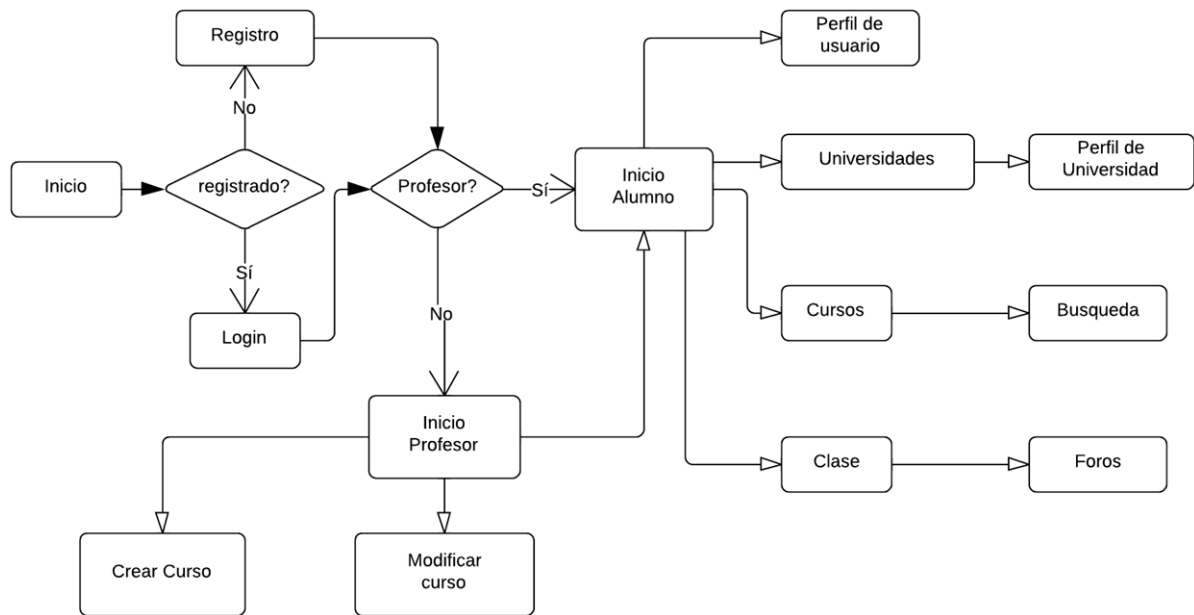 Registro
Perfil de
usuario
No
Inicio
registrado?
Profesor?
Sí
Inicio
Alumno
Universidades
Perfil de
Universidad
Sí
Login
No
Cursos
Busqueda
Inicio
Profesor
Clase
Foros
Crear Curso
Modificar
curso